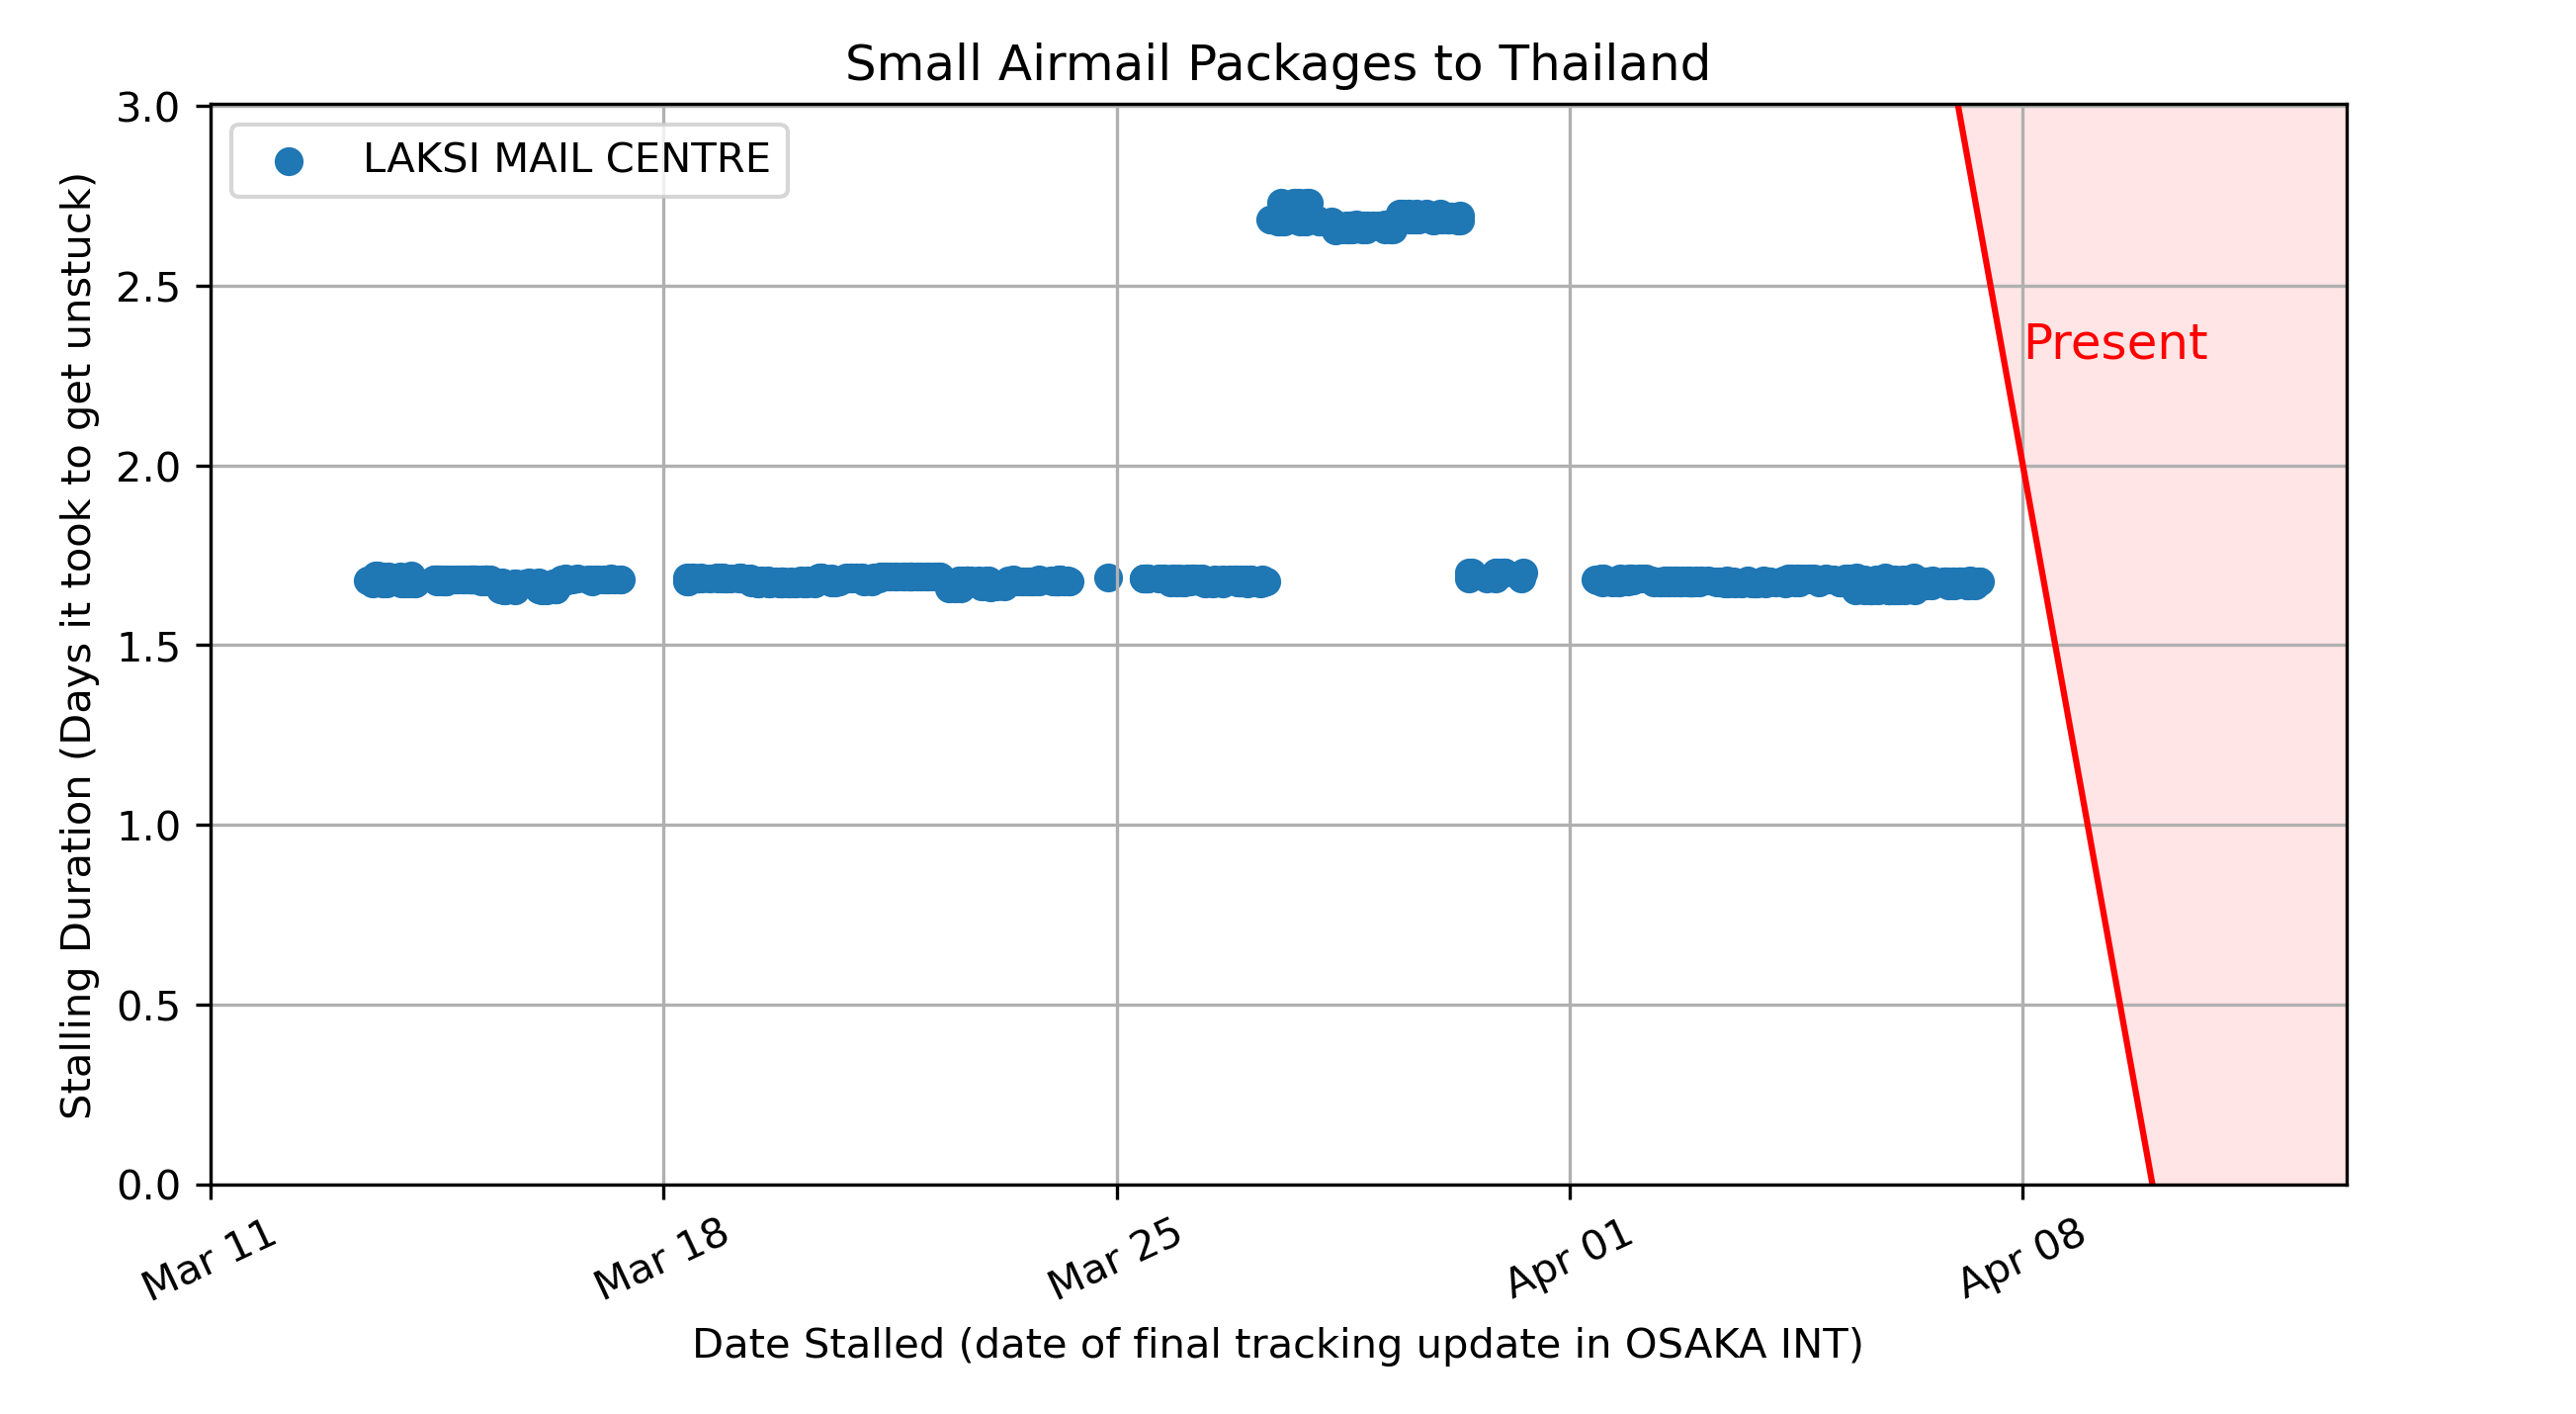 Small Airmail Packages to Thailand
LAKSI MAIL CENTRE
Present
Stalling Duration (Days it took to get unstuck)
3.0
2.5
2.0
1.5
1.0
0.5
0.0
Mar 11
Mar 18
Mar 25
Apr 01
Apr 08
Date Stalled (date of final tracking update in OSAKA INT)